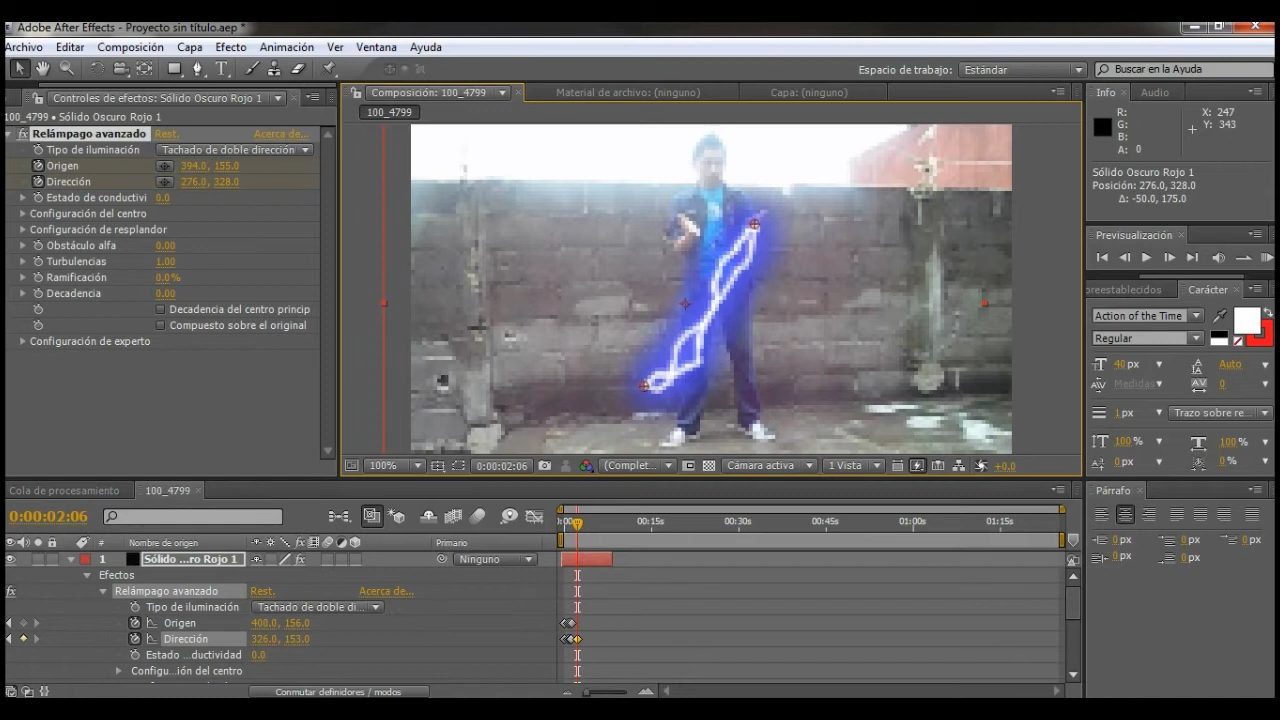 Adobe After Effects - Proyecto sin título.aep *
Archivo Editar Composición Capa Efecto Animación Ver Ventana Ayuda
Espacio de trabajo: Estándar Buscar en la Ayuda
Controles de efectos: Sólido Oscuro Rojo 1
100_4799 • Sólido Oscuro Rojo 1
Relámpago avanzado Rest. Acerca de...
Tipo de iluminación Tachado de doble dirección
Origen 394.0, 155.0
Dirección 276.0, 328.0
Estado de conductivi 0.0
Configuración del centro
Configuración de resplandor
Obstáculo alfa 0.00
Turbulencias 1.00
Ramificación 0.0%
Decadencia 0.00
Decadencia del centro princip
Compuesto sobre el original
Configuración de experto
Composición: 100_4799 Material de archivo: (ninguno) Capa: (ninguno)
100_4799
100% 0:00:02:06 (Complet... Cámara activa 1 Vista +0.0
Info Audio
R: X: 247
G: Y: 343
B:
A: 0
Sólido Oscuro Rojo 1
Posición: 276.0, 328.0
Δ: -50.0, 175.0
Previsualización
preestablecidos Carácter
Action of the Time
Regular
40 px Auto
Medidas 0
1 px Trazo sobre re...
100 % 100 %
0 px 0 %
Párrafo
0 px 0 px 0 px
0 px 0 px
Cola de procesamiento 100_4799
0:00:02:06
:00s 00:15s 00:30s 00:45s 01:00s 01:15s
# Nombre de origen Primario
1 Sólido ...ro Rojo 1 Ninguno
Efectos
Relámpago avanzado Rest. Acerca de...
Tipo de iluminación Tachado de doble di...
Origen 400.0, 156.0
Dirección 326.0, 153.0
Estado ...ductividad 0.0
Configu...ión del centro
Conmutar definidores / modos